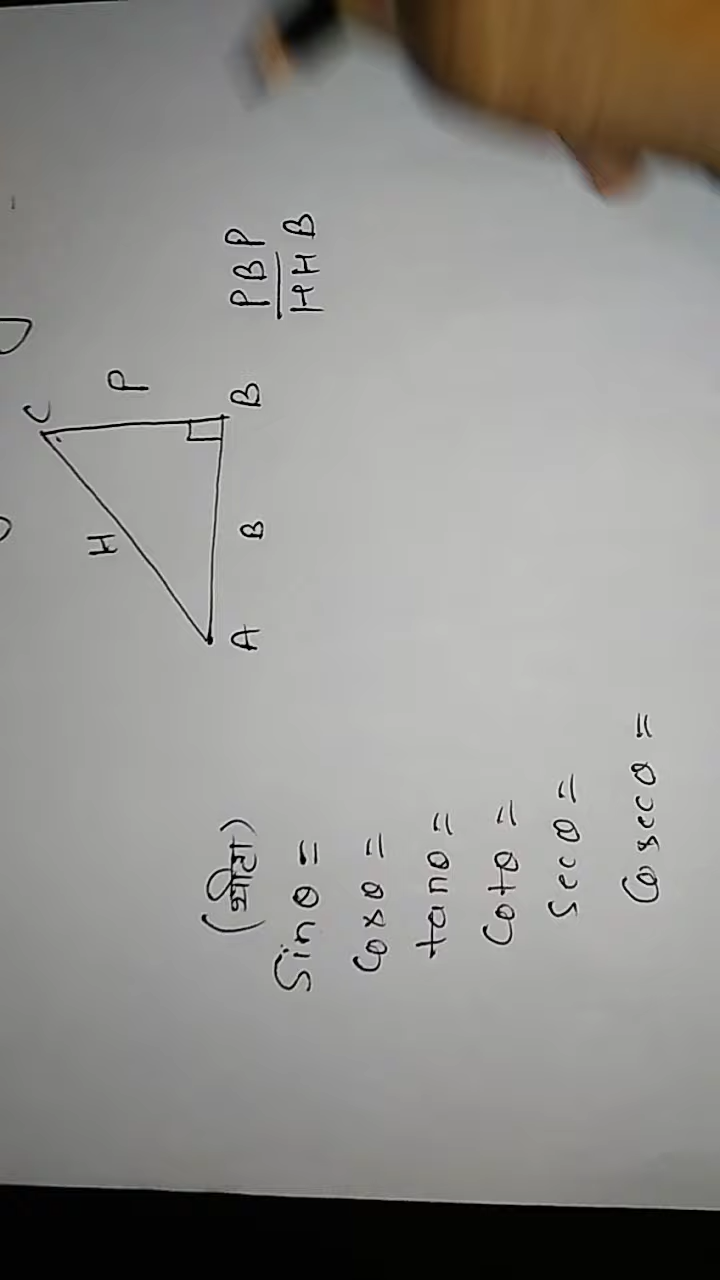 (थीटा)
Sinθ =
Cosθ =
tanθ =
Cotθ =
Secθ =
Cosecθ =
C
H
P
A
B
B
PBP
HHB